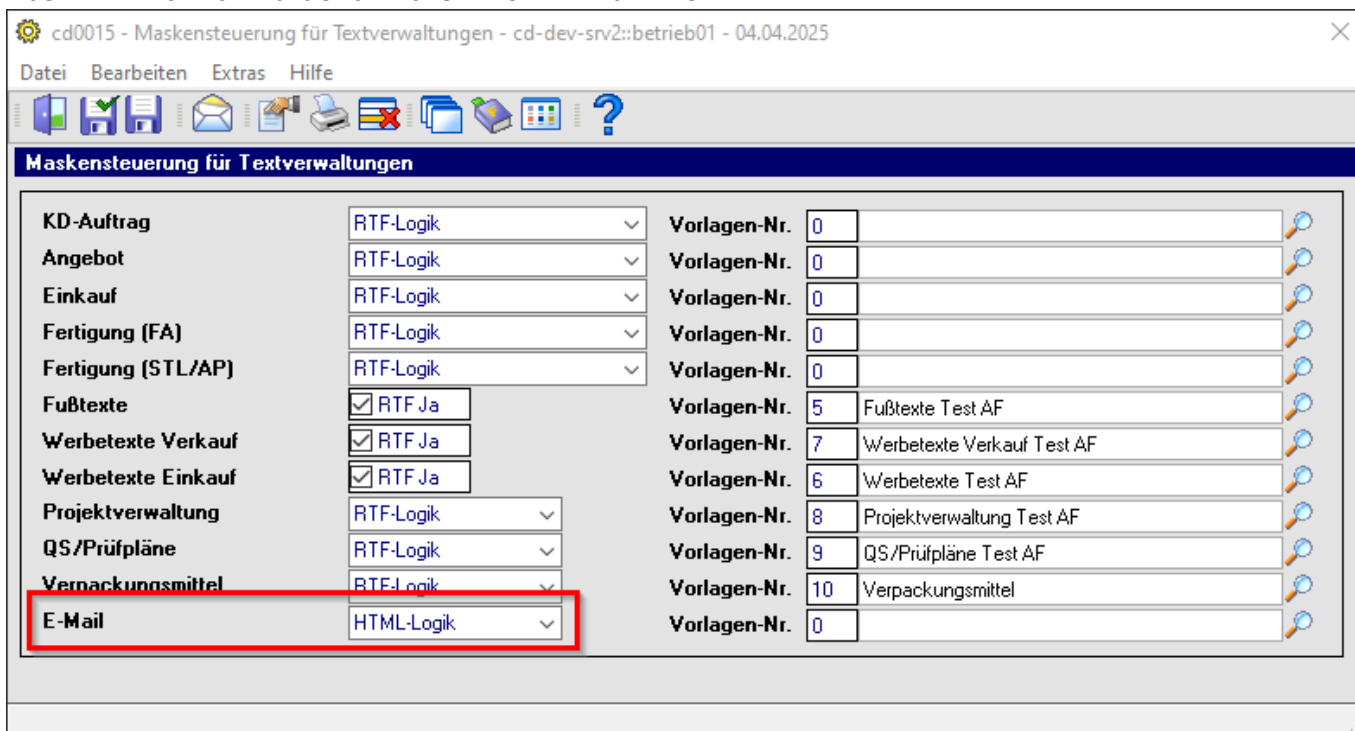 cd0015 - Maskensteuerung für Textverwaltungen - cd-dev-srv2::betrieb01 - 04.04.2025
Datei Bearbeiten Extras Hilfe
Maskensteuerung für Textverwaltungen
KD-Auftrag RTF-Logik Vorlagen-Nr. 0
Angebot RTF-Logik Vorlagen-Nr. 0
Einkauf RTF-Logik Vorlagen-Nr. 0
Fertigung (FA) RTF-Logik Vorlagen-Nr. 0
Fertigung (STL/AP) RTF-Logik Vorlagen-Nr. 0
Fußtexte RTF Ja Vorlagen-Nr. 5 Fußtexte Test AF
Werbetexte Verkauf RTF Ja Vorlagen-Nr. 7 Werbetexte Verkauf Test AF
Werbetexte Einkauf RTF Ja Vorlagen-Nr. 6 Werbetexte Test AF
Projektverwaltung RTF-Logik Vorlagen-Nr. 8 Projektverwaltung Test AF
QS/Prüfpläne RTF-Logik Vorlagen-Nr. 9 QS/Prüfpläne Test AF
Verpackungsmittel RTF-Logik Vorlagen-Nr. 10 Verpackungsmittel
E-Mail HTML-Logik Vorlagen-Nr. 0